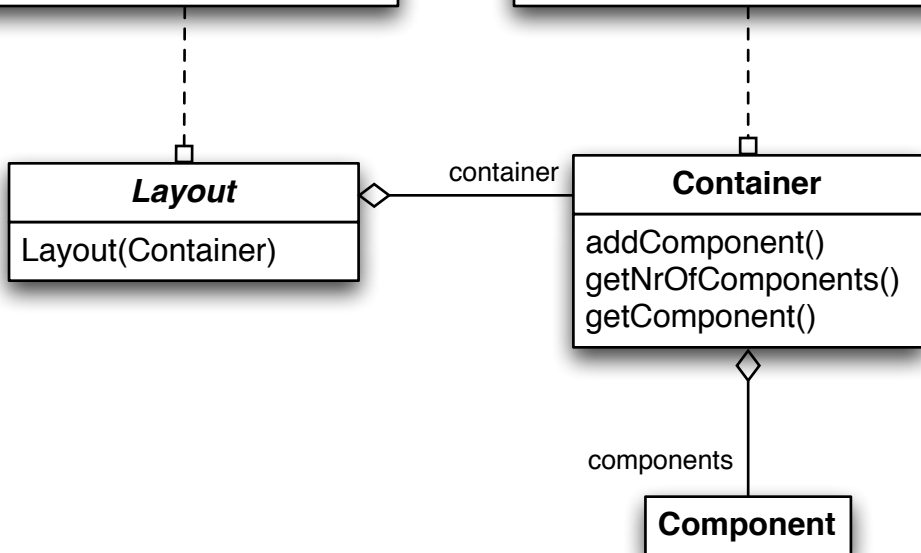 Layout
Layout(Container)
container
Container
addComponent()
getNrOfComponents()
getComponent()
components
Component